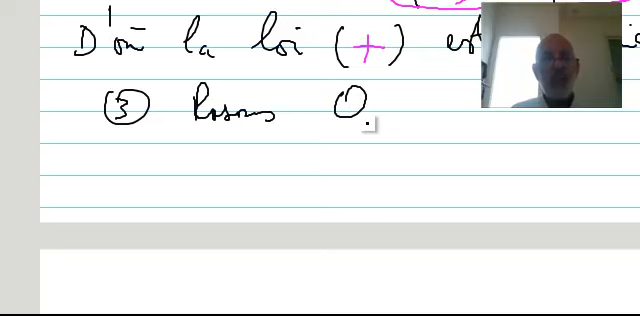 D'où la loi (+) est
③ Posons O